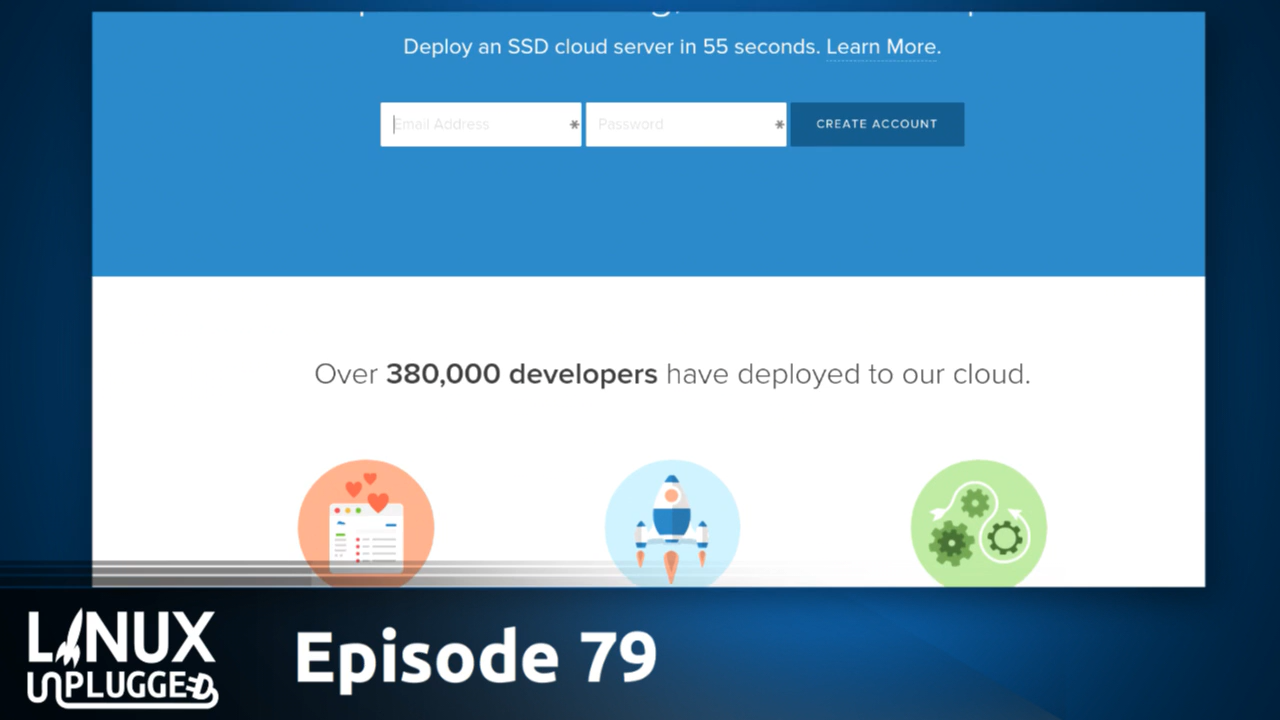 Deploy an SSD cloud server in 55 seconds. Learn More.
Email Address * Password * CREATE ACCOUNT
Over 380,000 developers have deployed to our cloud.
LINUX
UNPLUGGED
Episode 79